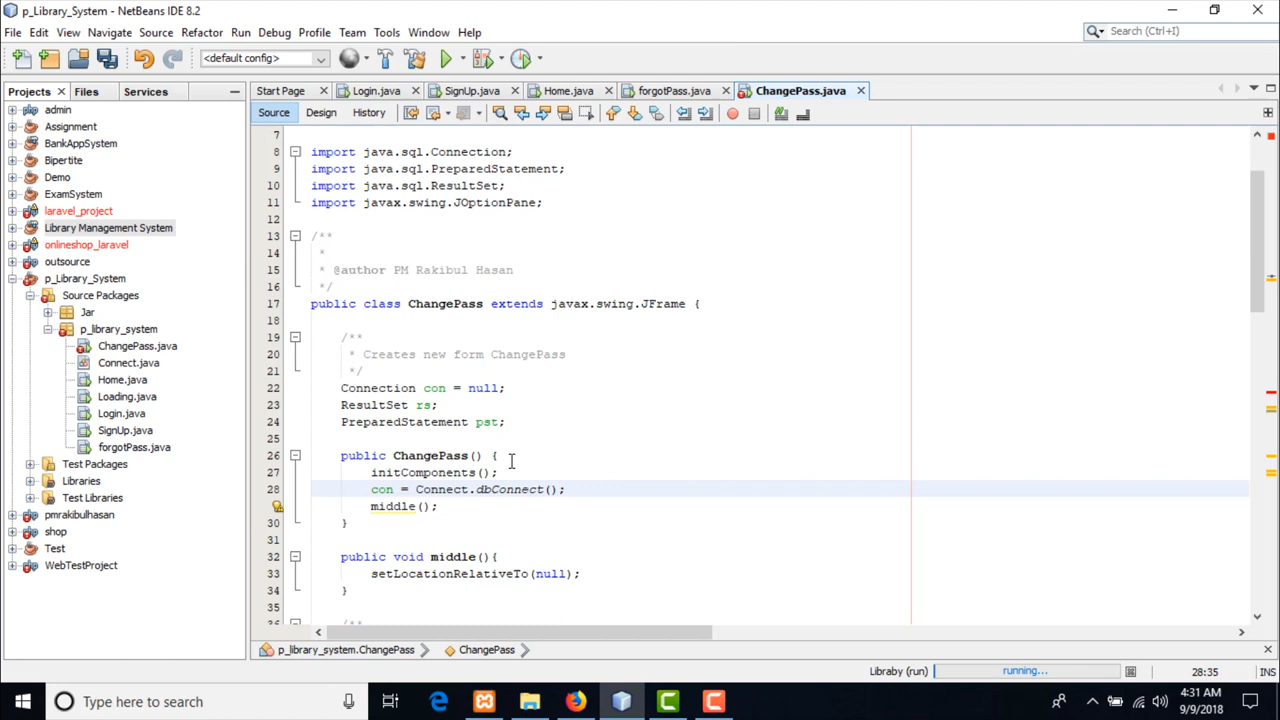 p_Library_System - NetBeans IDE 8.2
File Edit View Navigate Source Refactor Run Debug Profile Team Tools Window Help
Search (Ctrl+I)
<default config>
Projects Files Services
Start Page Login.java SignUp.java Home.java forgotPass.java ChangePass.java
Source Design History
admin
Assignment
BankAppSystem
Bipertite
Demo
ExamSystem
laravel_project
Library Management System
onlineshop_laravel
outsource
p_Library_System
Source Packages
Jar
p_library_system
ChangePass.java
Connect.java
Home.java
Loading.java
Login.java
SignUp.java
forgotPass.java
Test Packages
Libraries
Test Libraries
pmrakibulhasan
shop
Test
WebTestProject
7
8 import java.sql.Connection;
9 import java.sql.PreparedStatement;
10 import java.sql.ResultSet;
11 import javax.swing.JOptionPane;
12
13 /**
14 *
15 * @author PM Rakibul Hasan
16 */
17 public class ChangePass extends javax.swing.JFrame {
18
19 /**
20 * Creates new form ChangePass
21 */
22 Connection con = null;
23 ResultSet rs;
24 PreparedStatement pst;
25
26 public ChangePass() {
27 initComponents();
28 con = Connect.dbConnect();
middle();
30 }
31
32 public void middle(){
33 setLocationRelativeTo(null);
34 }
35
36 /**
p_library_system.ChangePass ChangePass
Libraby (run) running... 28:35 INS
Type here to search
4:31 AM
9/9/2018